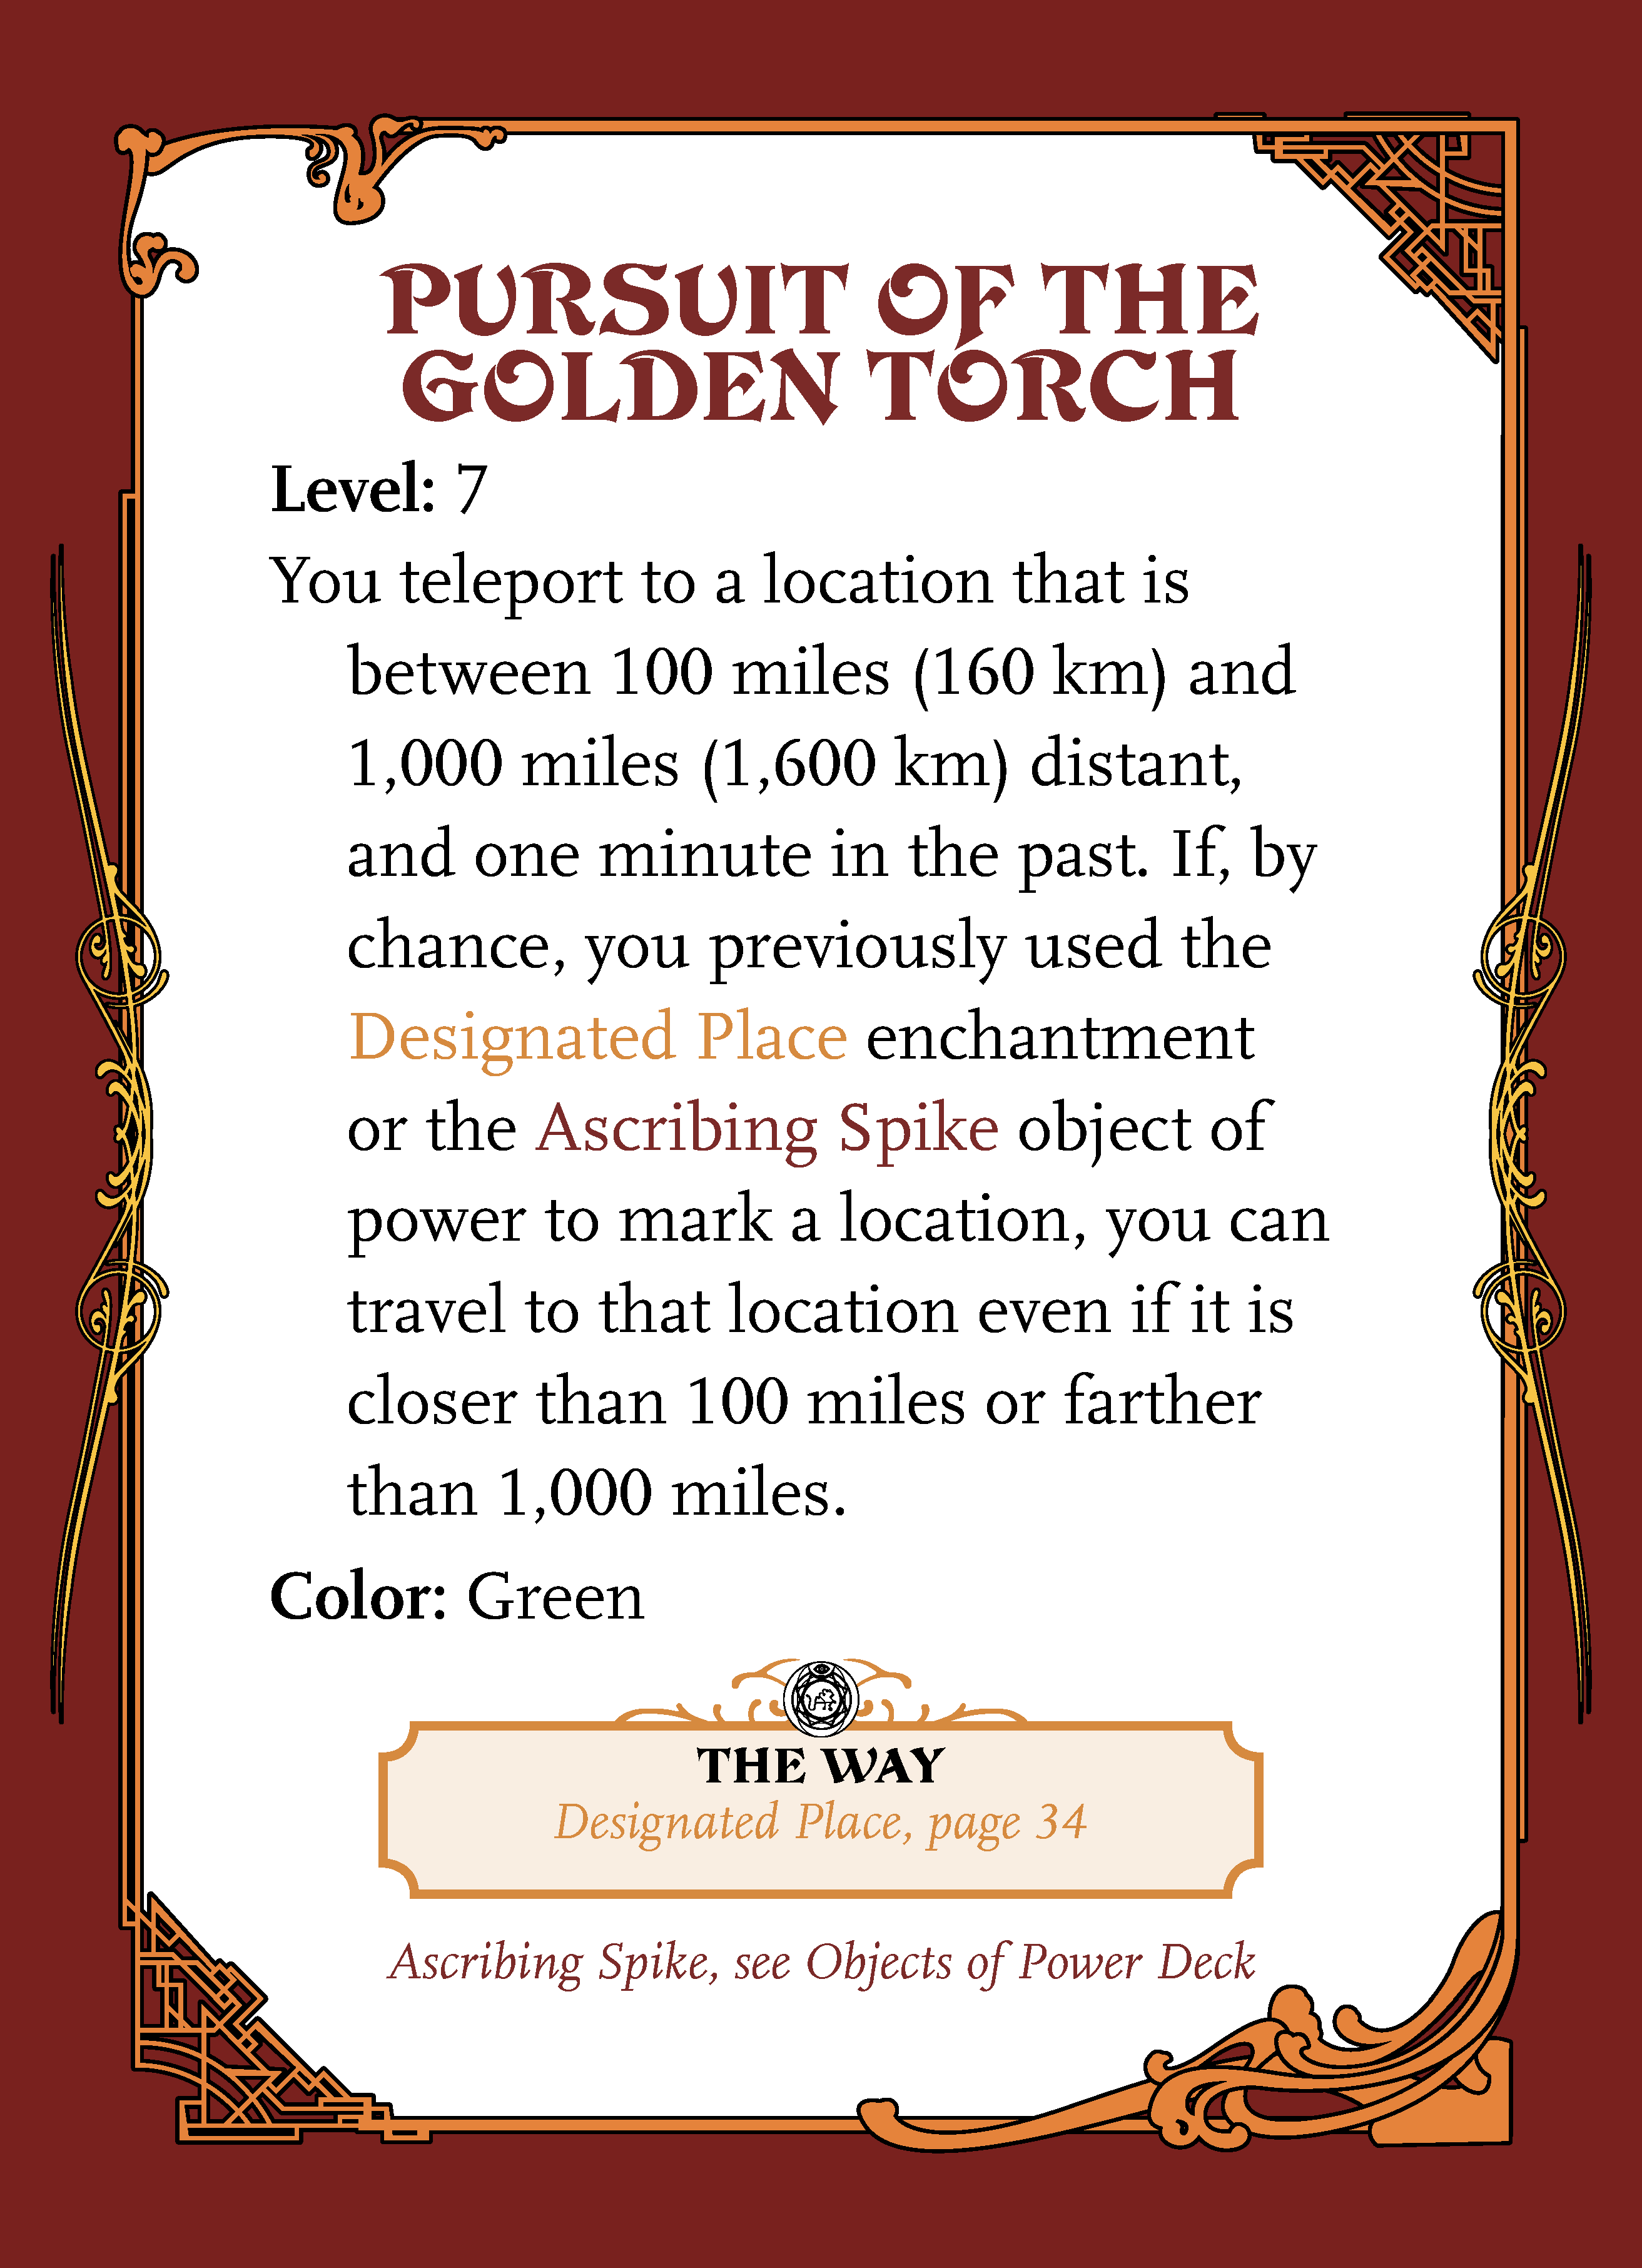 PURSUIT OF THE
GOLDEN TORCH
Level: 7
You teleport to a location that is
between 100 miles (160 km) and
1,000 miles (1,600 km) distant,
and one minute in the past. If, by
chance, you previously used the
Designated Place enchantment
or the Ascribing Spike object of
power to mark a location, you can
travel to that location even if it is
closer than 100 miles or farther
than 1,000 miles.
Color: Green
THE WAY
Designated Place, page 34
Ascribing Spike, see Objects of Power Deck